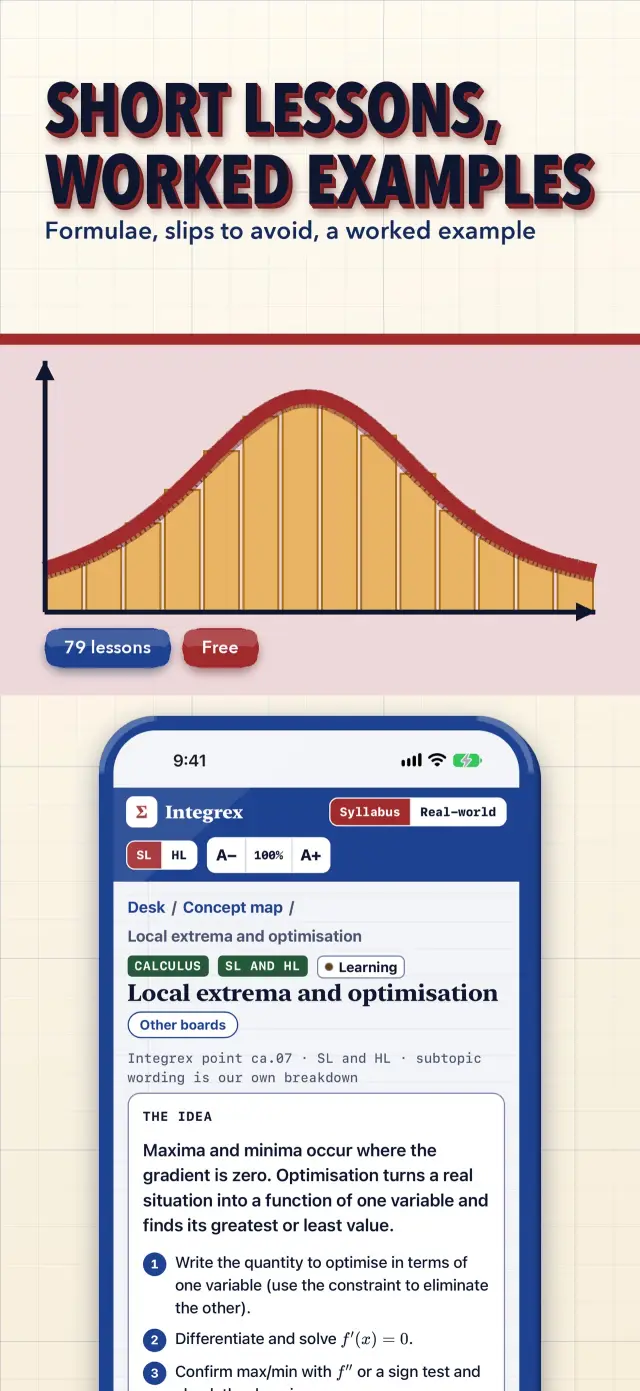 SHORT LESSONS,
WORKED EXAMPLES
Formulae, slips to avoid, a worked example
79 lessons
Free
9:41
Σ Integrex
Syllabus Real-world
SL HL A− 100% A+
Desk / Concept map /
Local extrema and optimisation
CALCULUS SL AND HL Learning
Local extrema and optimisation
Other boards
Integrex point ca.07 · SL and HL · subtopic
wording is our own breakdown
THE IDEA
Maxima and minima occur where the
gradient is zero. Optimisation turns a real
situation into a function of one variable and
finds its greatest or least value.
1 Write the quantity to optimise in terms of
one variable (use the constraint to eliminate
the other).
2 Differentiate and solve f′(x) = 0.
3 Confirm max/min with f″ or a sign test and